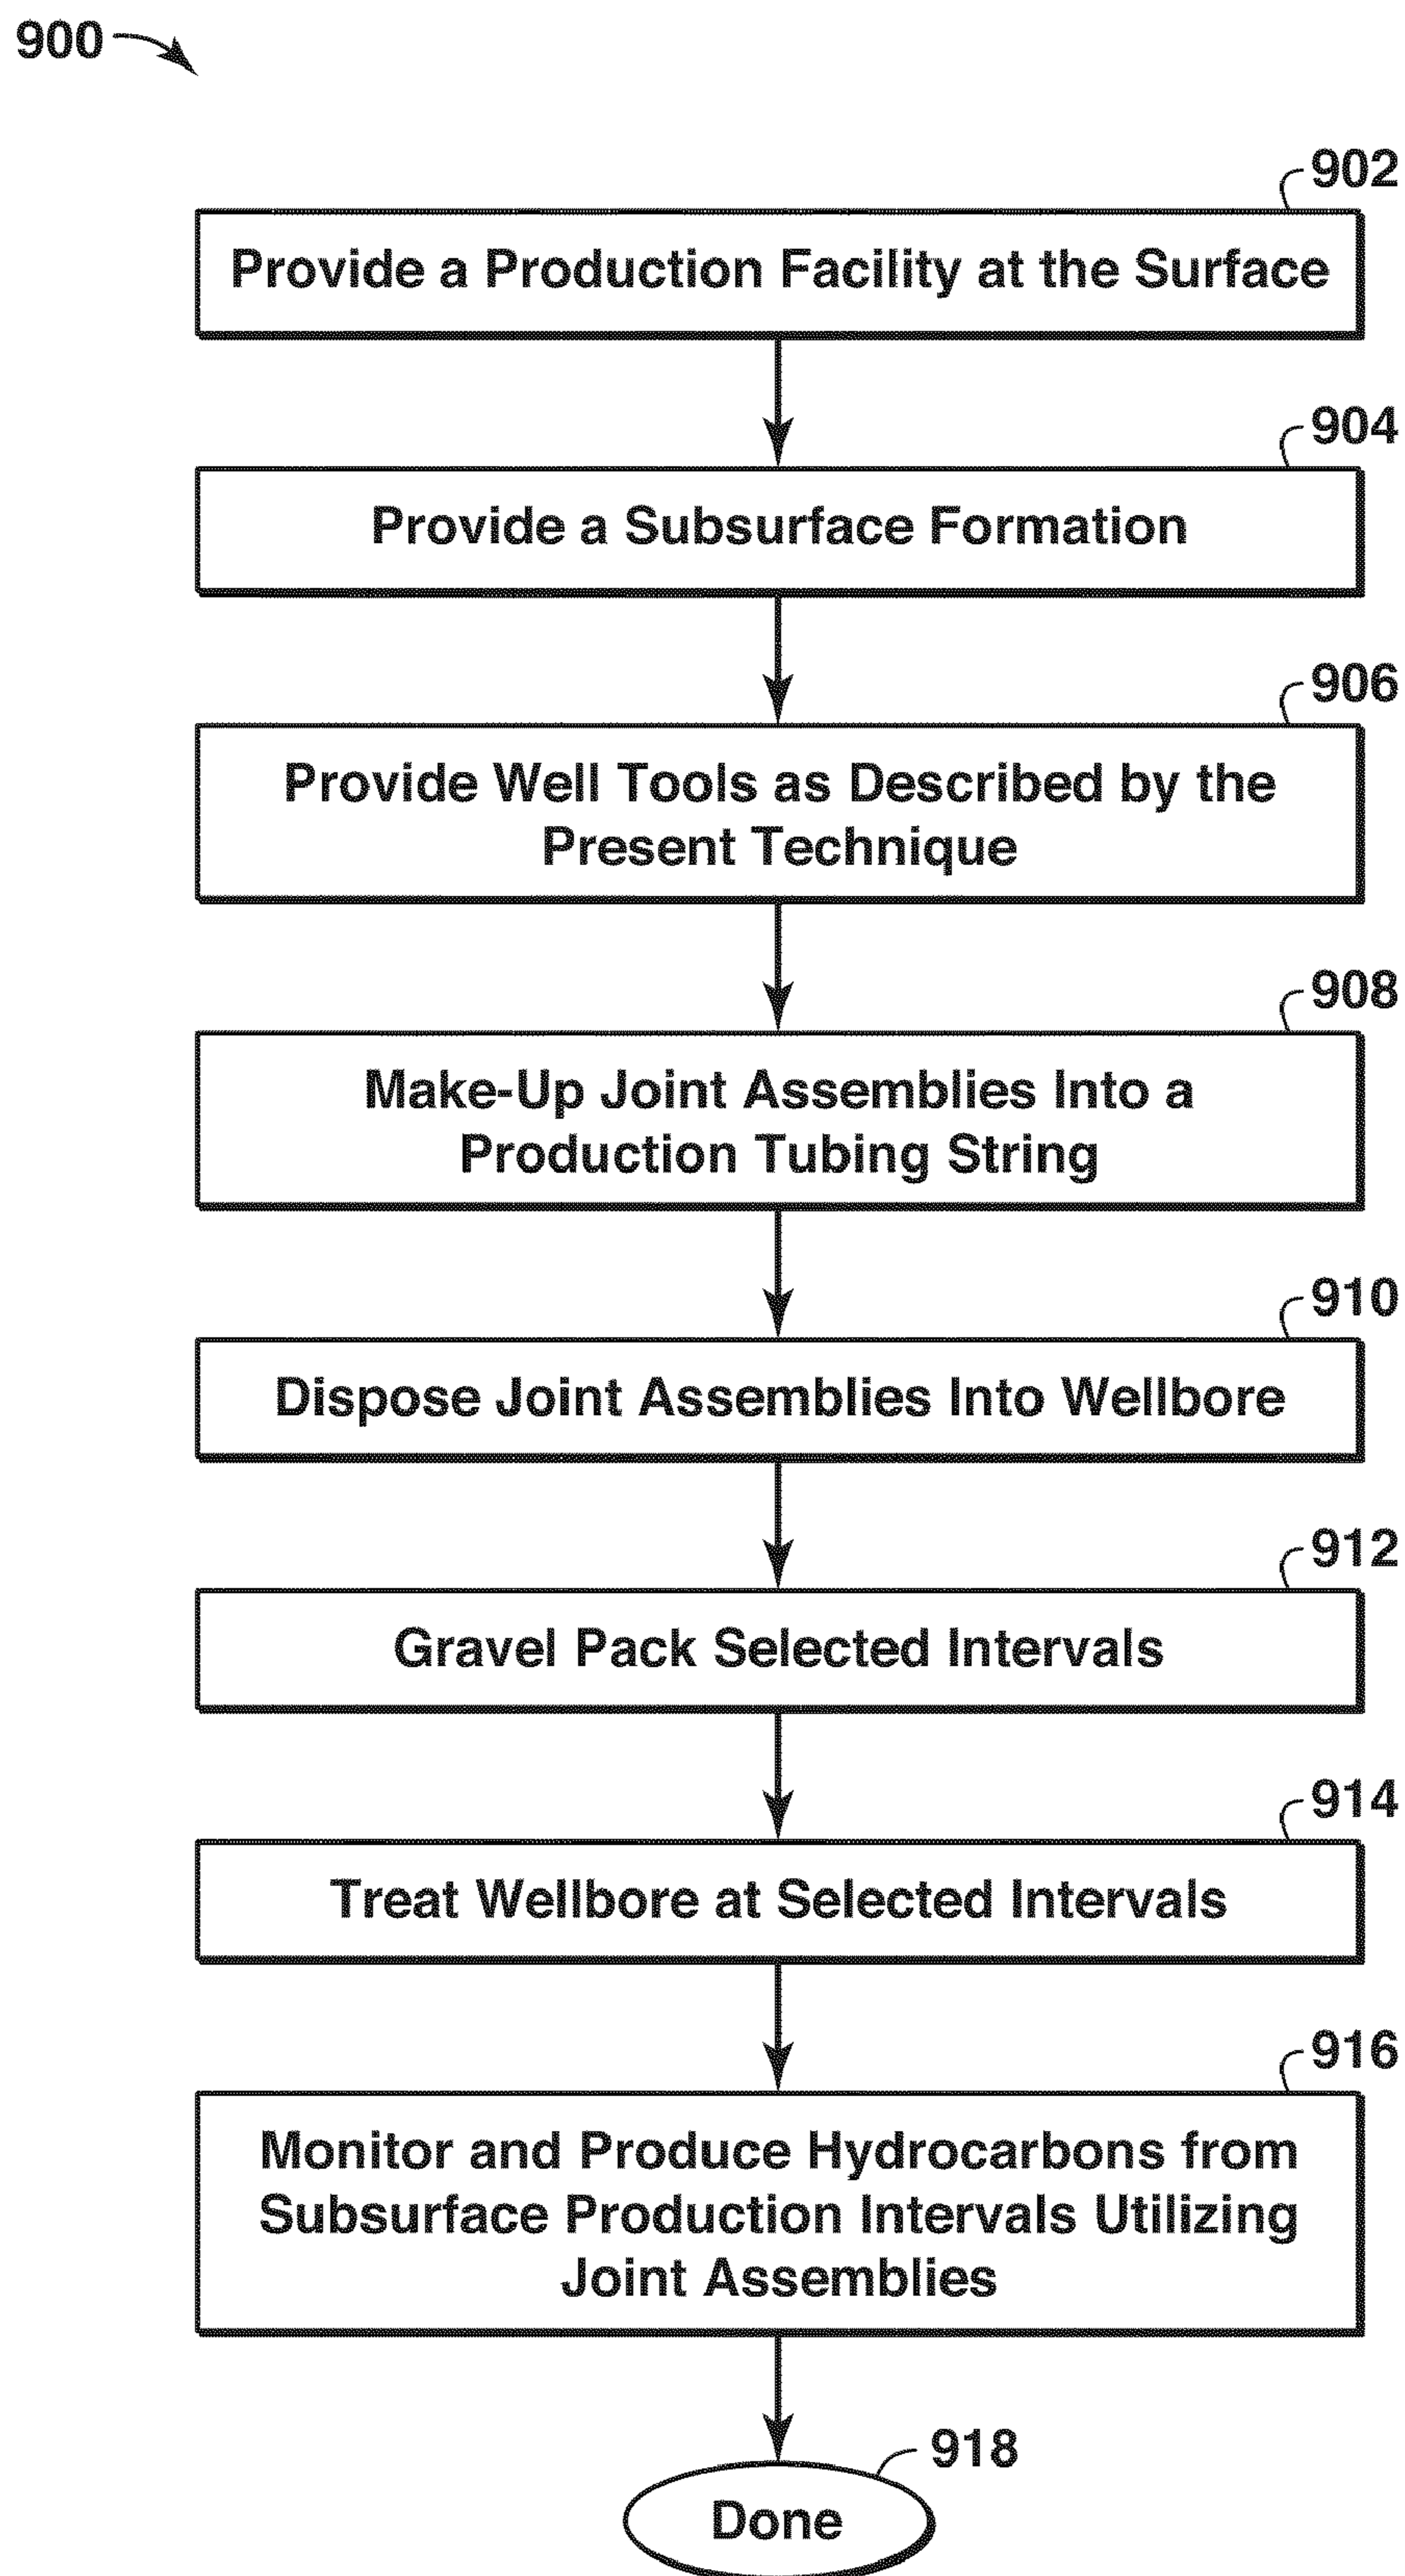 900
902
Provide a Production Facility at the Surface
904
Provide a Subsurface Formation
906
Provide Well Tools as Described by the
Present Technique
908
Make-Up Joint Assemblies Into a
Production Tubing String
910
Dispose Joint Assemblies Into Wellbore
912
Gravel Pack Selected Intervals
914
Treat Wellbore at Selected Intervals
916
Monitor and Produce Hydrocarbons from
Subsurface Production Intervals Utilizing
Joint Assemblies
918
Done